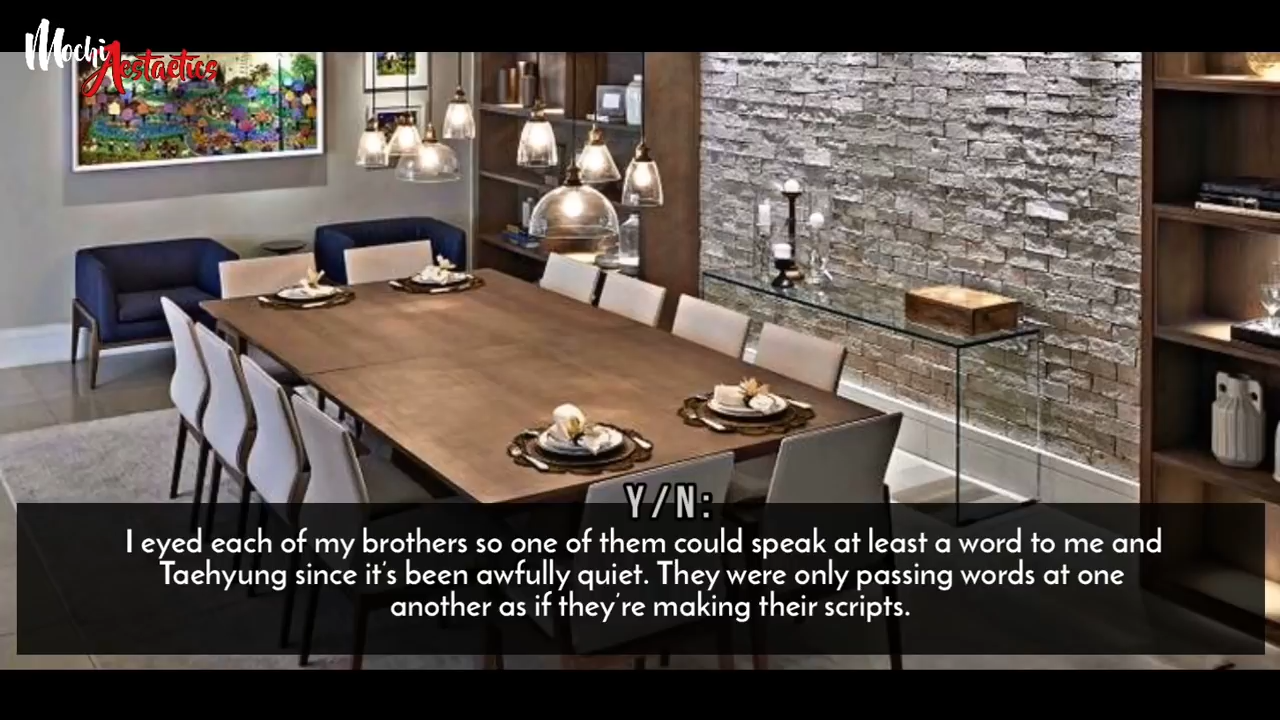 Mochi
Aestaetics
Y/N:
I eyed each of my brothers so one of them could speak at least a word to me and
Taehyung since it's been awfully quiet. They were only passing words at one
another as if they're making their scripts.